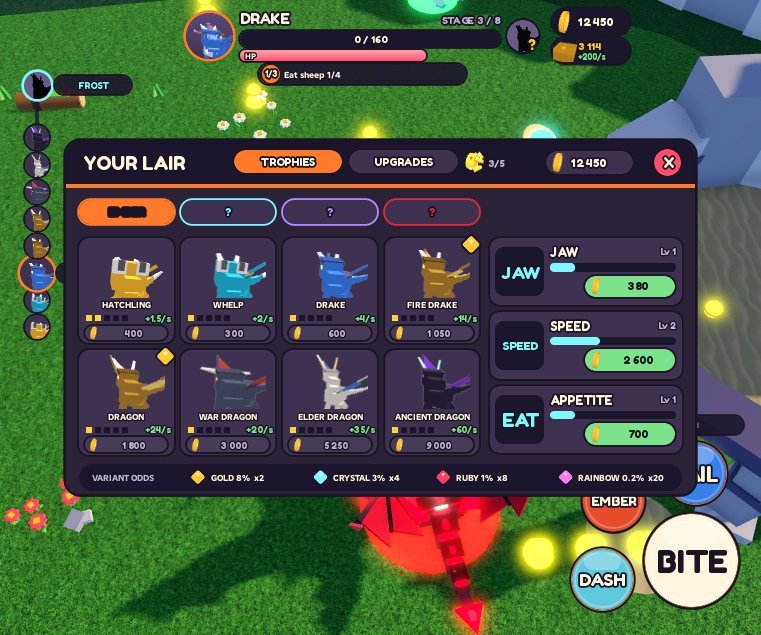 DRAKE
STAGE 3 / 8
0 / 160
HP
1/3
Eat sheep 1/4
?
12 450
3 114
+200/s
FROST
YOUR LAIR
TROPHIES
UPGRADES
3/5
12 450
X
?
?
?
HATCHLING
+1.5/s
400
WHELP
+2/s
300
DRAKE
+4/s
600
FIRE DRAKE
+14/s
1 050
DRAGON
+24/s
1 800
WAR DRAGON
+20/s
3 000
ELDER DRAGON
+35/s
5 250
ANCIENT DRAGON
+60/s
9 000
JAW
JAW
Lv 1
380
SPEED
SPEED
Lv 2
2 600
EAT
APPETITE
Lv 1
700
VARIANT ODDS
GOLD 8% x2
CRYSTAL 3% x4
RUBY 1% x8
RAINBOW 0.2% x20
EMBER
DASH
BITE